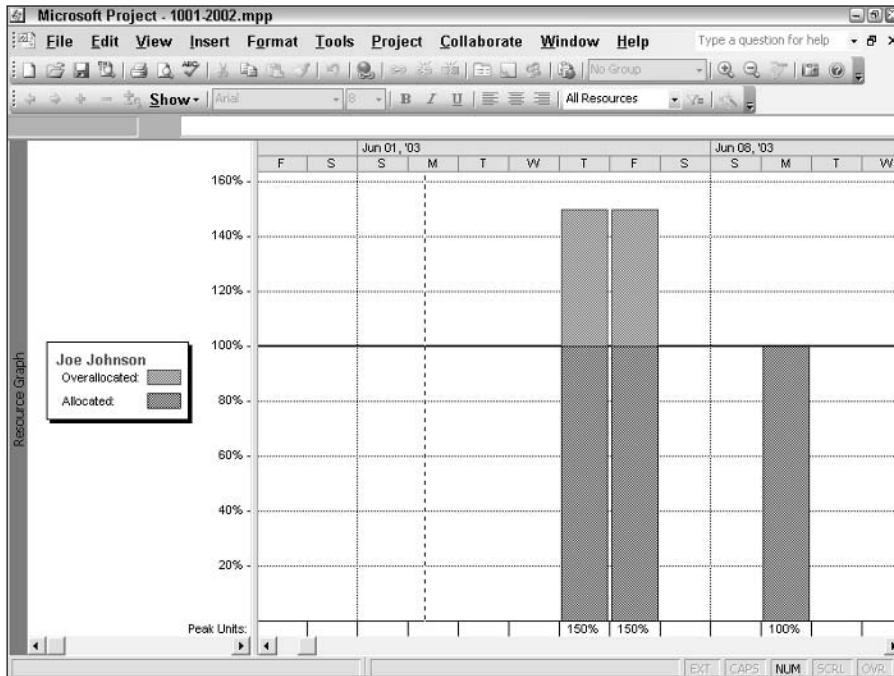 Microsoft Project - 1001-2002.mpp
File Edit View Insert Format Tools Project Collaborate Window Help Type a question for help
No Group
Show Arial 8 B I U All Resources
Jun 01, '03 Jun 08, '03
F S S M T W T F S S M T W
160%
140%
120%
100%
80%
60%
40%
20%
Resource Graph
Joe Johnson
Overallocated:
Allocated:
Peak Units: 150% 150% 100%
EXT CAPS NUM SCRL OVR